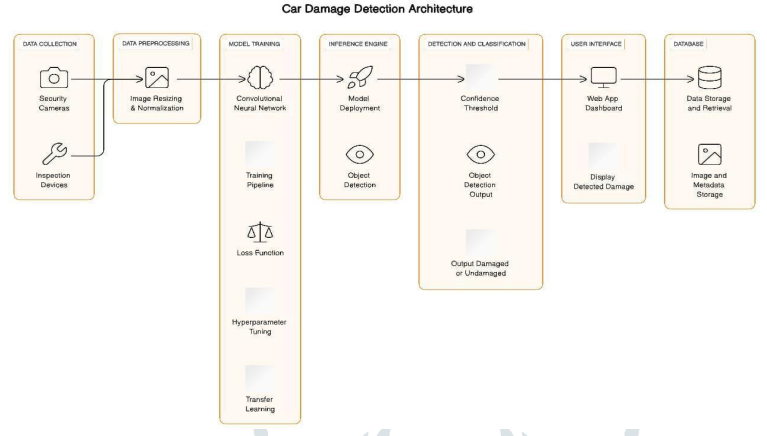 Car Damage Detection Architecture
DATA COLLECTION
Security
Cameras
Inspection
Devices
DATA PREPROCESSING
Image Resizing
& Normalization
MODEL TRAINING
Convolutional
Neural Network
Training
Pipeline
Loss Function
Hyperparameter
Tuning
Transfer
Learning
INFERENCE ENGINE
Model
Deployment
Object
Detection
DETECTION AND CLASSIFICATION
Confidence
Threshold
Object
Detection
Output
Output Damaged
or Undamaged
USER INTERFACE
Web App
Dashboard
Display
Detected Damage
DATABASE
Data Storage
and Retrieval
Image and
Metadata
Storage